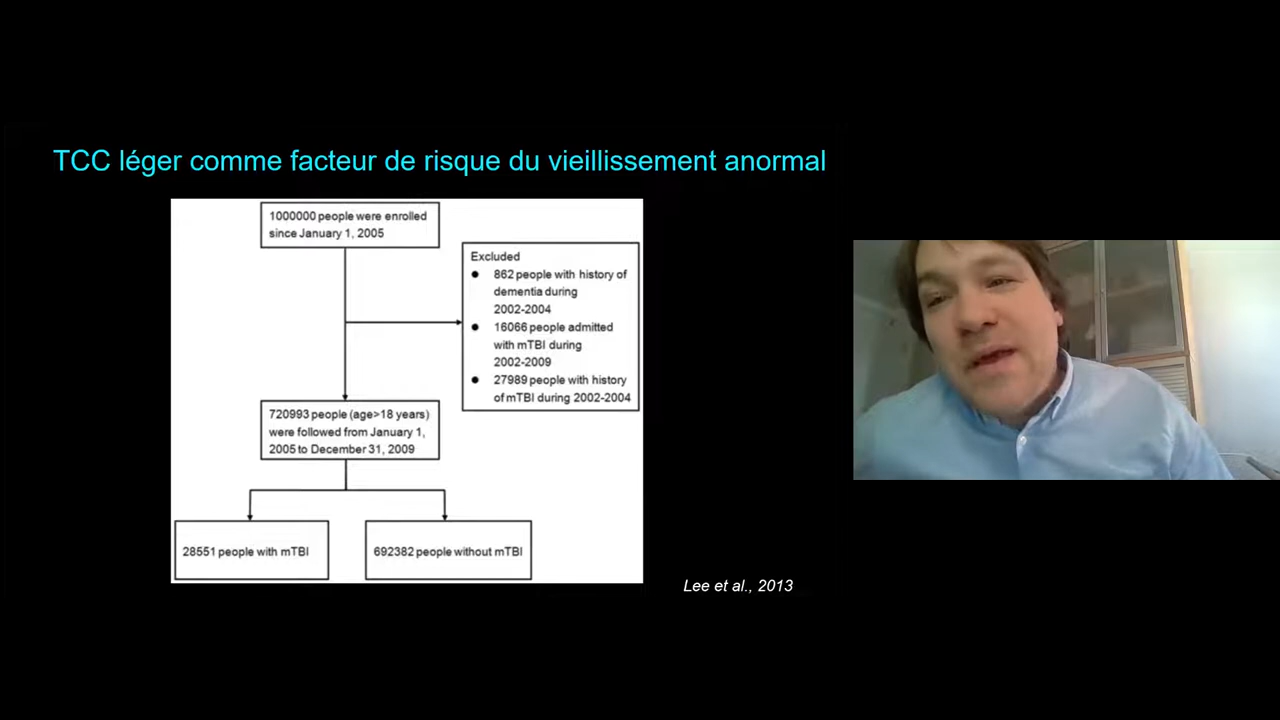 TCC léger comme facteur de risque du vieillissement anormal
1000000 people were enrolled
since January 1, 2005
Excluded
● 862 people with history of
dementia during
2002-2004
● 16066 people admitted
with mTBI during
2002-2009
● 27989 people with history
of mTBI during 2002-2004
720993 people (age>18 years)
were followed from January 1,
2005 to December 31, 2009
28551 people with mTBI
692382 people without mTBI
Lee et al., 2013